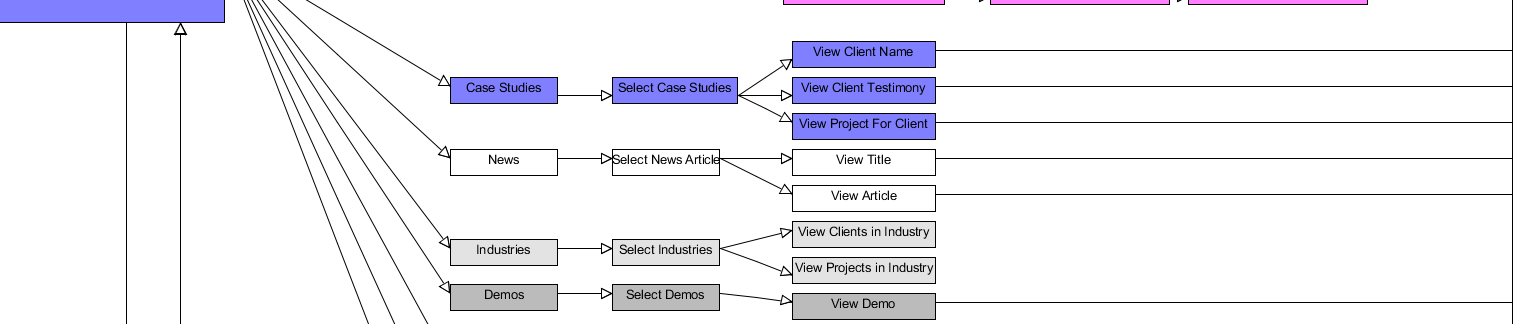 View Client Name
Case Studies
Select Case Studies
View Client Testimony
View Project For Client
News
Select News Article
View Title
View Article
View Clients in Industry
Industries
Select Industries
View Projects in Industry
Demos
Select Demos
View Demo